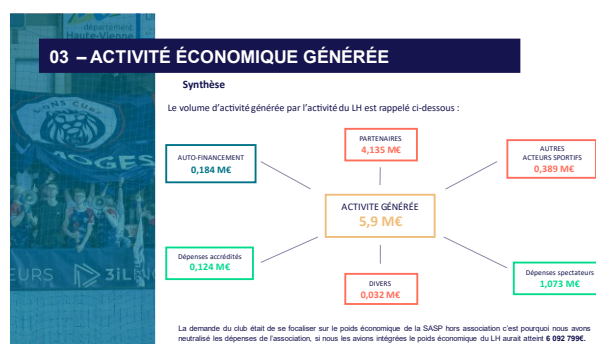 département
Haute-Vienne
03 – ACTIVITÉ ÉCONOMIQUE GÉNÉRÉE
Synthèse
Le volume d'activité générée par l'activité du LH est rappelé ci-dessous :
PARTENAIRES
4,135 M€
AUTO-FINANCEMENT
0,184 M€
AUTRES
ACTEURS SPORTIFS
0,389 M€
ACTIVITE GÉNÉRÉE
5,9 M€
Dépenses accrédités
0,124 M€
DIVERS
0,032 M€
Dépenses spectateurs
1,073 M€
La demande du club était de se focaliser sur le poids économique de la SASP hors association c'est pourquoi nous avons
neutralisé les dépenses de l'association, si nous les avions intégrées le poids économique du LH aurait atteint 6 092 799€.